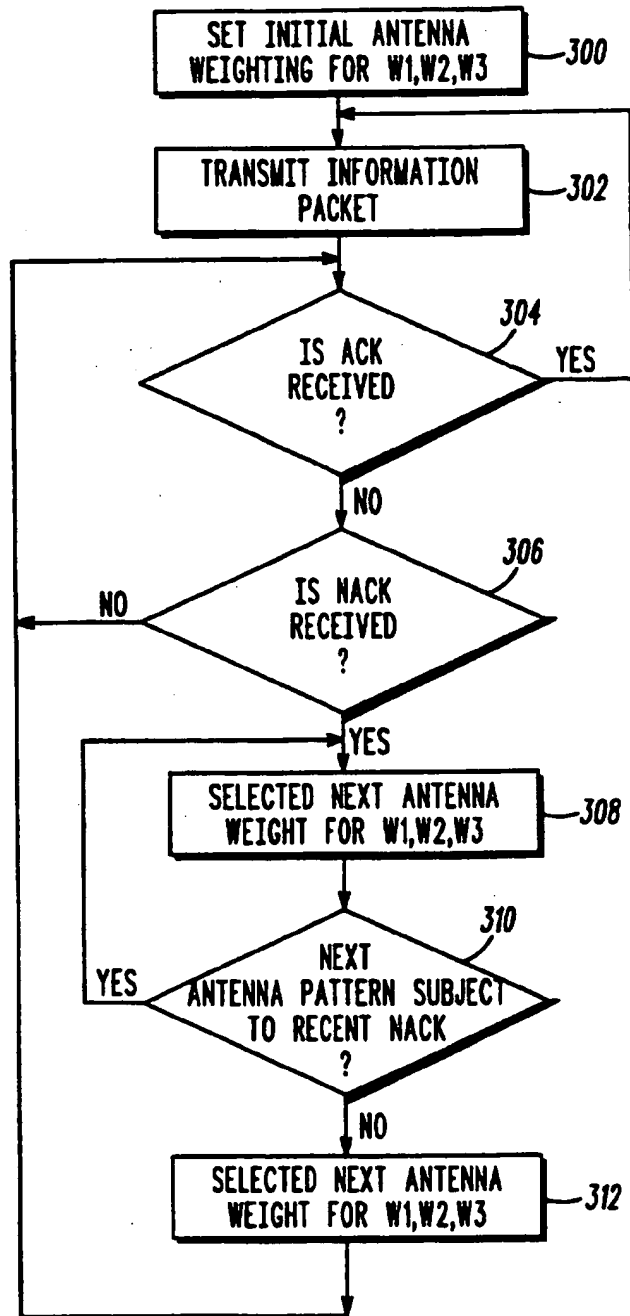 SET INITIAL ANTENNA
WEIGHTING FOR W1,W2,W3
300
TRANSMIT INFORMATION
PACKET
302
304
IS ACK
RECEIVED
?
YES
NO
306
IS NACK
RECEIVED
?
NO
YES
SELECTED NEXT ANTENNA
WEIGHT FOR W1,W2,W3
308
310
NEXT
ANTENNA PATTERN SUBJECT
TO RECENT NACK
?
YES
NO
SELECTED NEXT ANTENNA
WEIGHT FOR W1,W2,W3
312